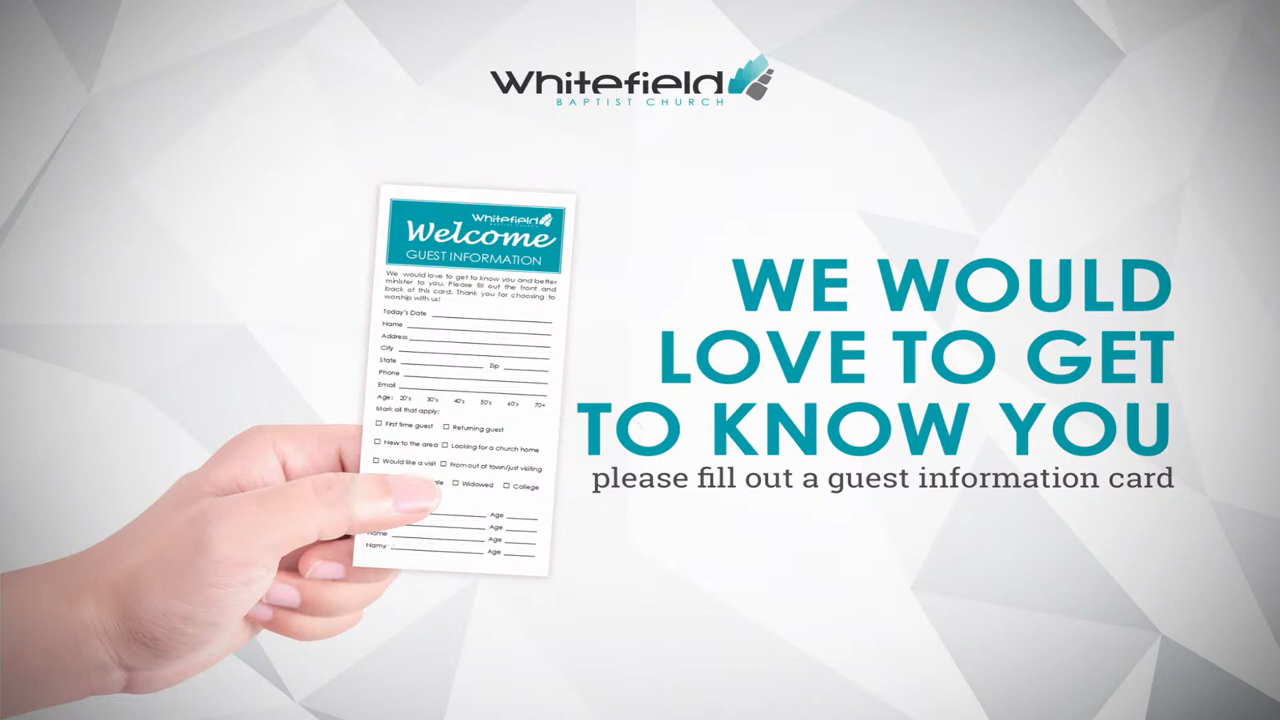 Whitefield
BAPTIST CHURCH
Whitefield
BAPTIST CHURCH
Welcome
GUEST INFORMATION
We would love to get to know you and better
minister to you. Please fill out the front and
back of this card. Thank you for choosing to
worship with us!
Today's Date
Name
Address
City
State Zip
Phone
Email
Age: 20's 30's 40's 50's 60's 70+
Mark all that apply:
First time guest Returning guest
New to the area Looking for a church home
Would like a visit From out of town/just visiting
Widowed College
Age
Age
Name Age
Name Age
WE WOULD
LOVE TO GET
TO KNOW YOU
please fill out a guest information card